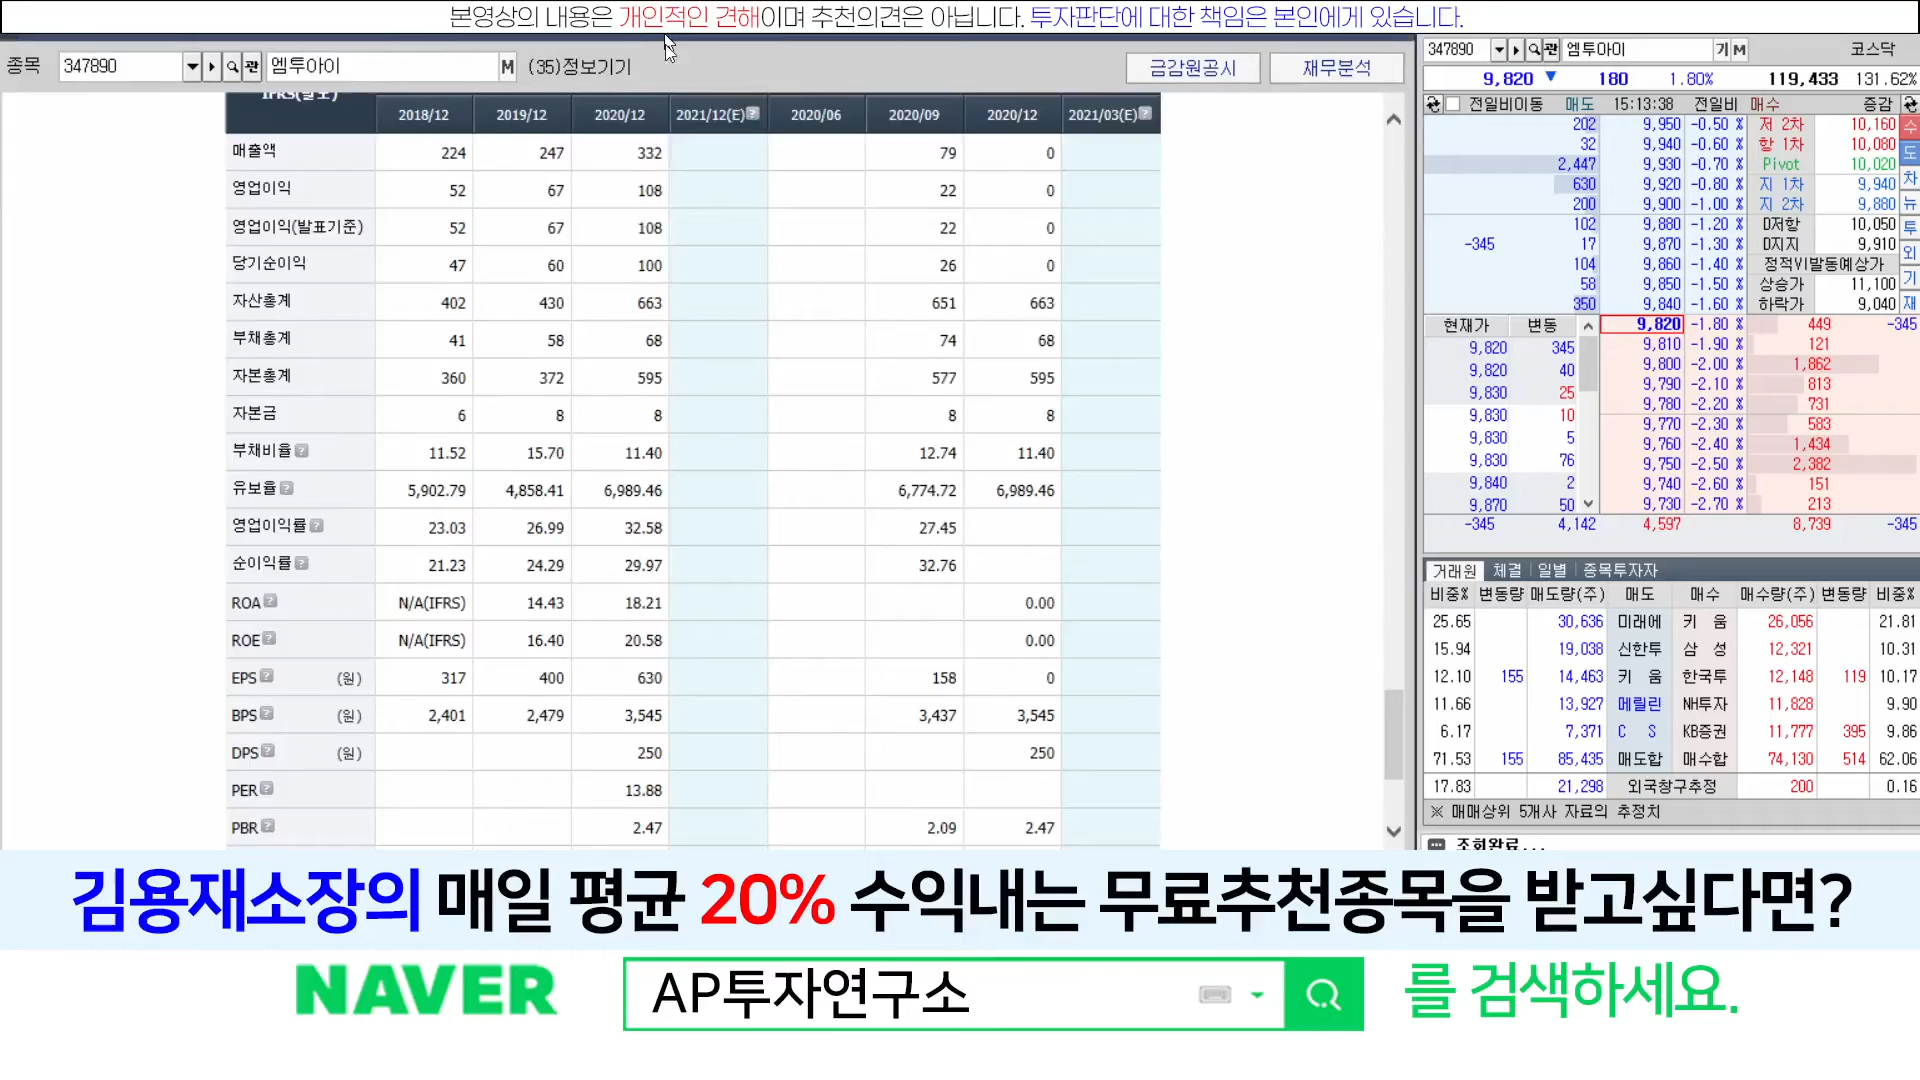 본영상의 내용은 개인적인 견해이며 추천의견은 아닙니다. 투자판단에 대한 책임은 본인에게 있습니다.
종목 347890 관 엠투아이 M (35)정보기기 금감원공시 재무분석
IFRS(별도) 2018/12 2019/12 2020/12 2021/12(E) 2020/06 2020/09 2020/12 2021/03(E)
매출액 224 247 332 79 0
영업이익 52 67 108 22 0
영업이익(발표기준) 52 67 108 22 0
당기순이익 47 60 100 26 0
자산총계 402 430 663 651 663
부채총계 41 58 68 74 68
자본총계 360 372 595 577 595
자본금 6 8 8 8 8
부채비율 11.52 15.70 11.40 12.74 11.40
유보율 5,902.79 4,858.41 6,989.46 6,774.72 6,989.46
영업이익률 23.03 26.99 32.58 27.45
순이익률 21.23 24.29 29.97 32.76
ROA N/A(IFRS) 14.43 18.21 0.00
ROE N/A(IFRS) 16.40 20.58 0.00
EPS (원) 317 400 630 158 0
BPS (원) 2,401 2,479 3,545 3,437 3,545
DPS (원) 250 250
PER 13.88
PBR 2.47 2.09 2.47
347890 관 엠투아이 기 M 코스닥
9,820 ▼ 180 1.80% 119,433 131.62%
전일비이동 매도 15:13:38 전일비 매수 증감
202 9,950 -0.50 % 저 2차 10,160 수
32 9,940 -0.60 % 항 1차 10,080
2,447 9,930 -0.70 % Pivot 10,020 도
630 9,920 -0.80 % 지 1차 9,940 차
200 9,900 -1.00 % 지 2차 9,880 뉴
102 9,880 -1.20 % D저항 10,050 투
-345 17 9,870 -1.30 % D지지 9,910 외
104 9,860 -1.40 % 정적VI발동예상가
58 9,850 -1.50 % 상승가 11,100 기
350 9,840 -1.60 % 하락가 9,040 재
현재가 변동 9,820 -1.80 % 449 -345
9,820 345 9,810 -1.90 % 121
9,820 40 9,800 -2.00 % 1,862
9,830 25 9,790 -2.10 % 813
9,830 10 9,780 -2.20 % 731
9,830 5 9,770 -2.30 % 583
9,830 76 9,760 -2.40 % 1,434
9,840 2 9,750 -2.50 % 2,382
9,870 50 9,740 -2.60 % 151
9,730 -2.70 % 213
-345 4,142 4,597 8,739 -345
거래원 체결 일별 종목투자자
비중% 변동량 매도량(주) 매도 매수 매수량(주) 변동량 비중%
25.65 30,636 미래에 키 움 26,056 21.81
15.94 19,038 신한투 삼 성 12,321 10.31
12.10 155 14,463 키 움 한국투 12,148 119 10.17
11.66 13,927 메릴린 NH투자 11,828 9.90
6.17 7,371 C S KB증권 11,777 395 9.86
71.53 155 85,435 매도합 매수합 74,130 514 62.06
17.83 21,298 외국창구추정 200 0.16
※ 매매상위 5개사 자료의 추정치
조회완료...
김용재소장의 매일 평균 20% 수익내는 무료추천종목을 받고싶다면?
NAVER AP투자연구소 를 검색하세요.